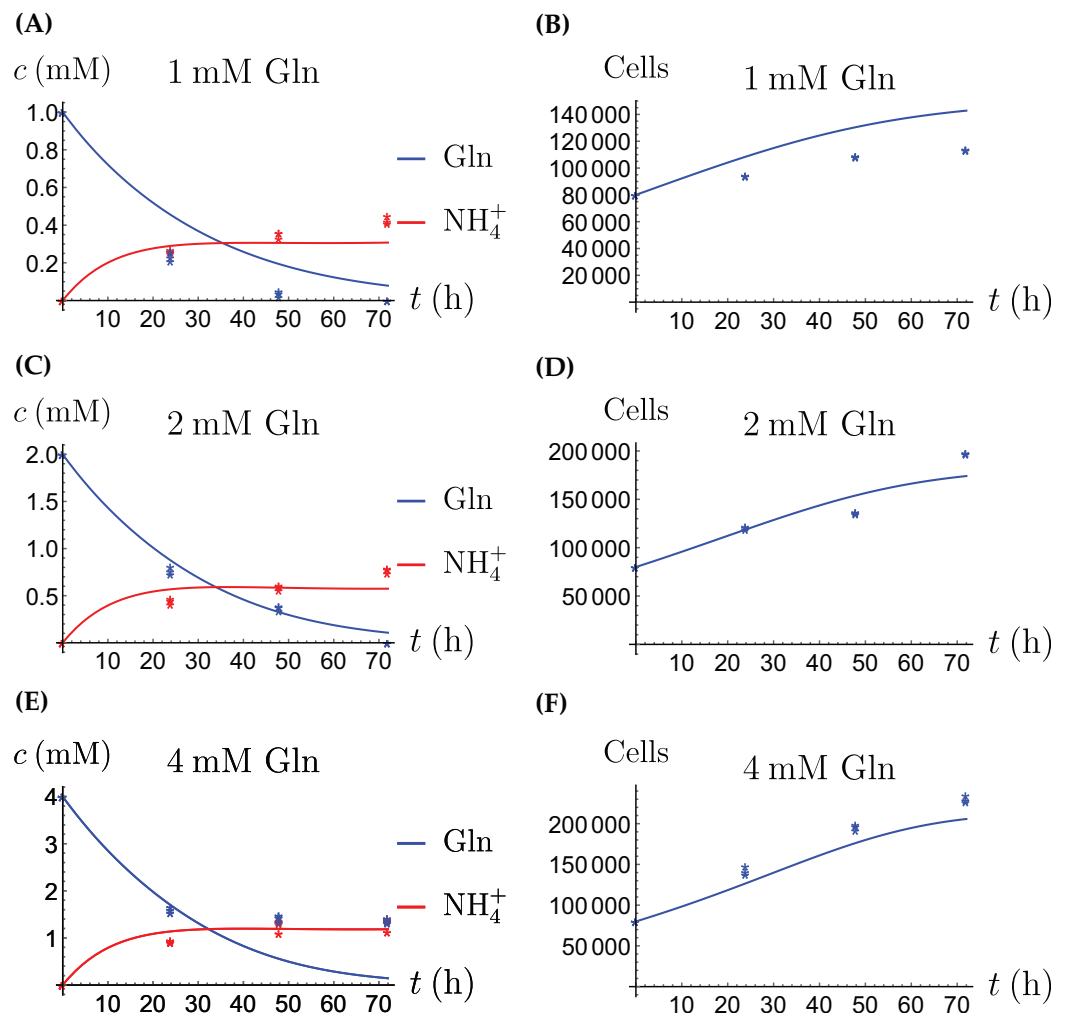 (A)
c (mM) 1 mM Gln
1.0
0.8
0.6
0.4
0.2
0 10 20 30 40 50 60 70
t (h)
Gln
NH₄⁺
(B)
Cells 1 mM Gln
140 000
120 000
100 000
80 000
60 000
40 000
20 000
10 20 30 40 50 60 70
t (h)
(C)
c (mM) 2 mM Gln
2.0
1.5
1.0
0.5
0 10 20 30 40 50 60 70
t (h)
Gln
NH₄⁺
(D)
Cells 2 mM Gln
200 000
150 000
100 000
50 000
10 20 30 40 50 60 70
t (h)
(E)
c (mM) 4 mM Gln
4
3
2
1
0 10 20 30 40 50 60 70
t (h)
Gln
NH₄⁺
(F)
Cells 4 mM Gln
200 000
150 000
100 000
50 000
10 20 30 40 50 60 70
t (h)